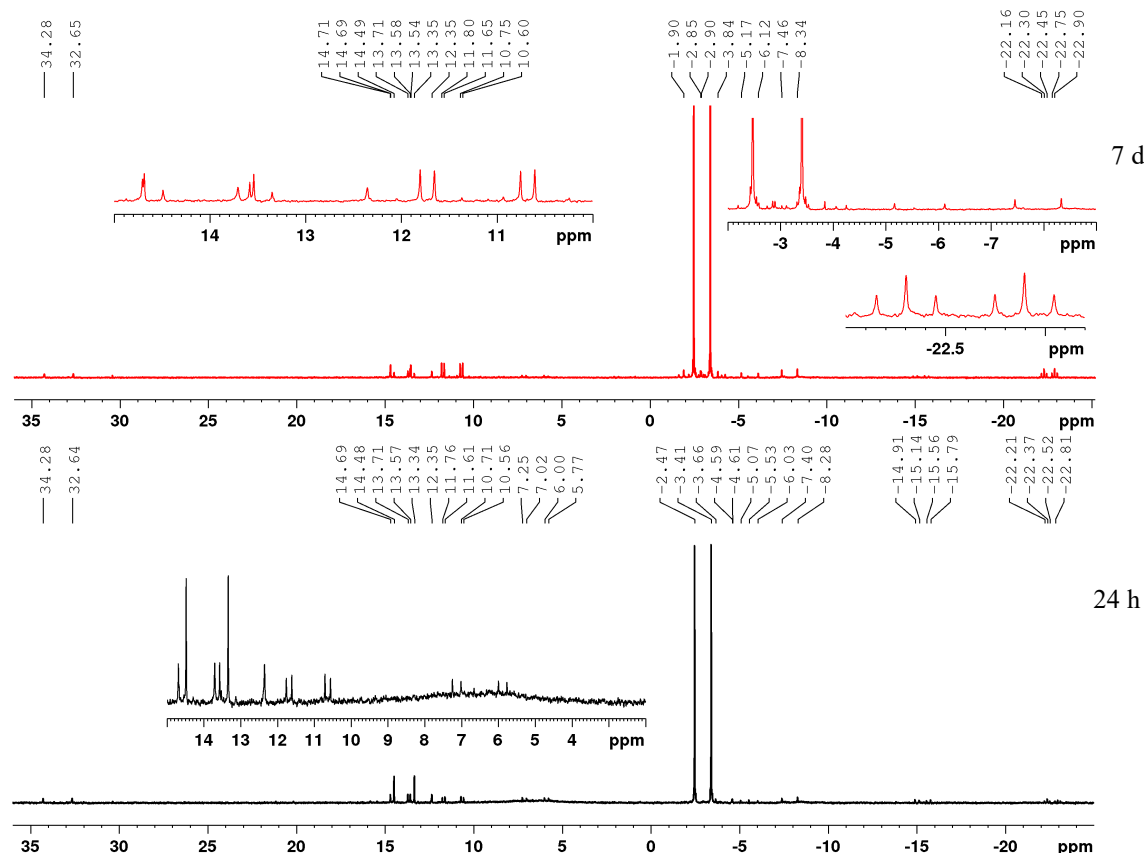 34.28 32.65 14.71 14.69 14.49 13.71 13.58 13.54 13.35 12.35 11.80 11.65 10.75 10.60 -1.90 -2.85 -2.90 -3.84 -5.17 -6.12 -7.46 -8.34 -22.16 -22.30 -22.45 -22.75 -22.90
7 d
14 13 12 11 ppm
-3 -4 -5 -6 -7 ppm
-22.5 ppm
35 30 25 20 15 10 5 0 -5 -10 -15 -20 ppm
34.28 32.64 14.69 14.48 13.71 13.57 13.34 12.35 11.76 11.61 10.71 10.56 7.25 7.02 6.00 5.77 -2.47 -3.41 -3.66 -4.59 -4.61 -5.07 -5.53 -6.03 -7.40 -8.28 -14.91 -15.14 -15.56 -15.79 -22.21 -22.37 -22.52 -22.81
24 h
14 13 12 11 10 9 8 7 6 5 4 ppm
35 30 25 20 15 10 5 0 -5 -10 -15 -20 ppm